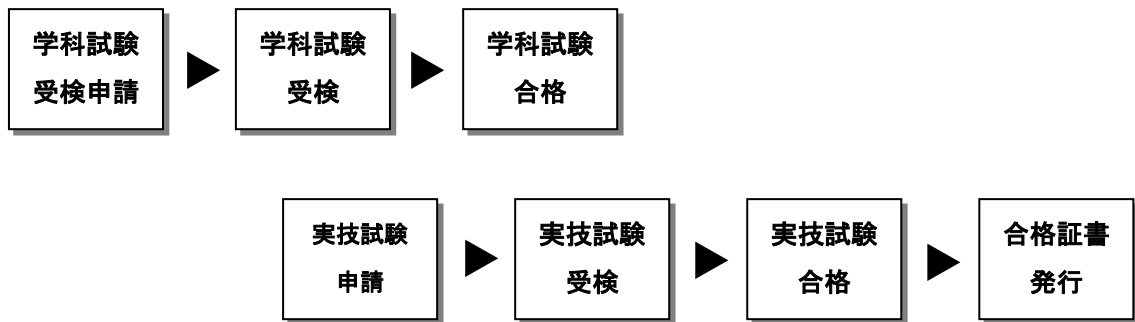 学科試験
受検申請
学科試験
受検
学科試験
合格
実技試験
申請
実技試験
受検
実技試験
合格
合格証書
発行